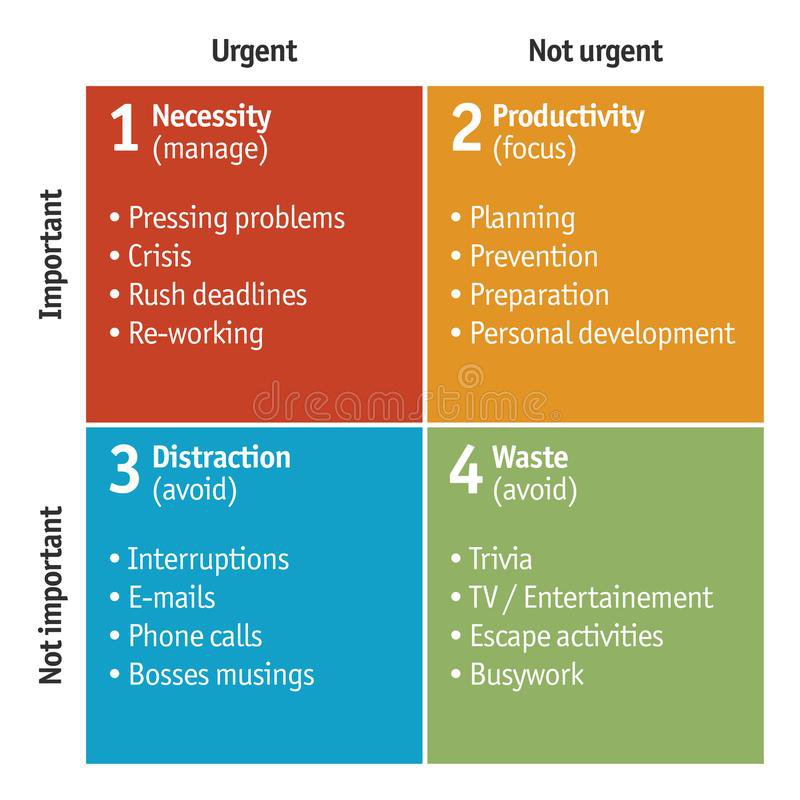 Urgent
Not urgent
Important
1 Necessity
(manage)
• Pressing problems
• Crisis
• Rush deadlines
• Re-working
2 Productivity
(focus)
• Planning
• Prevention
• Preparation
• Personal development
Not important
3 Distraction
(avoid)
• Interruptions
• E-mails
• Phone calls
• Bosses musings
4 Waste
(avoid)
• Trivia
• TV / Entertainement
• Escape activities
• Busywork
dreamstime